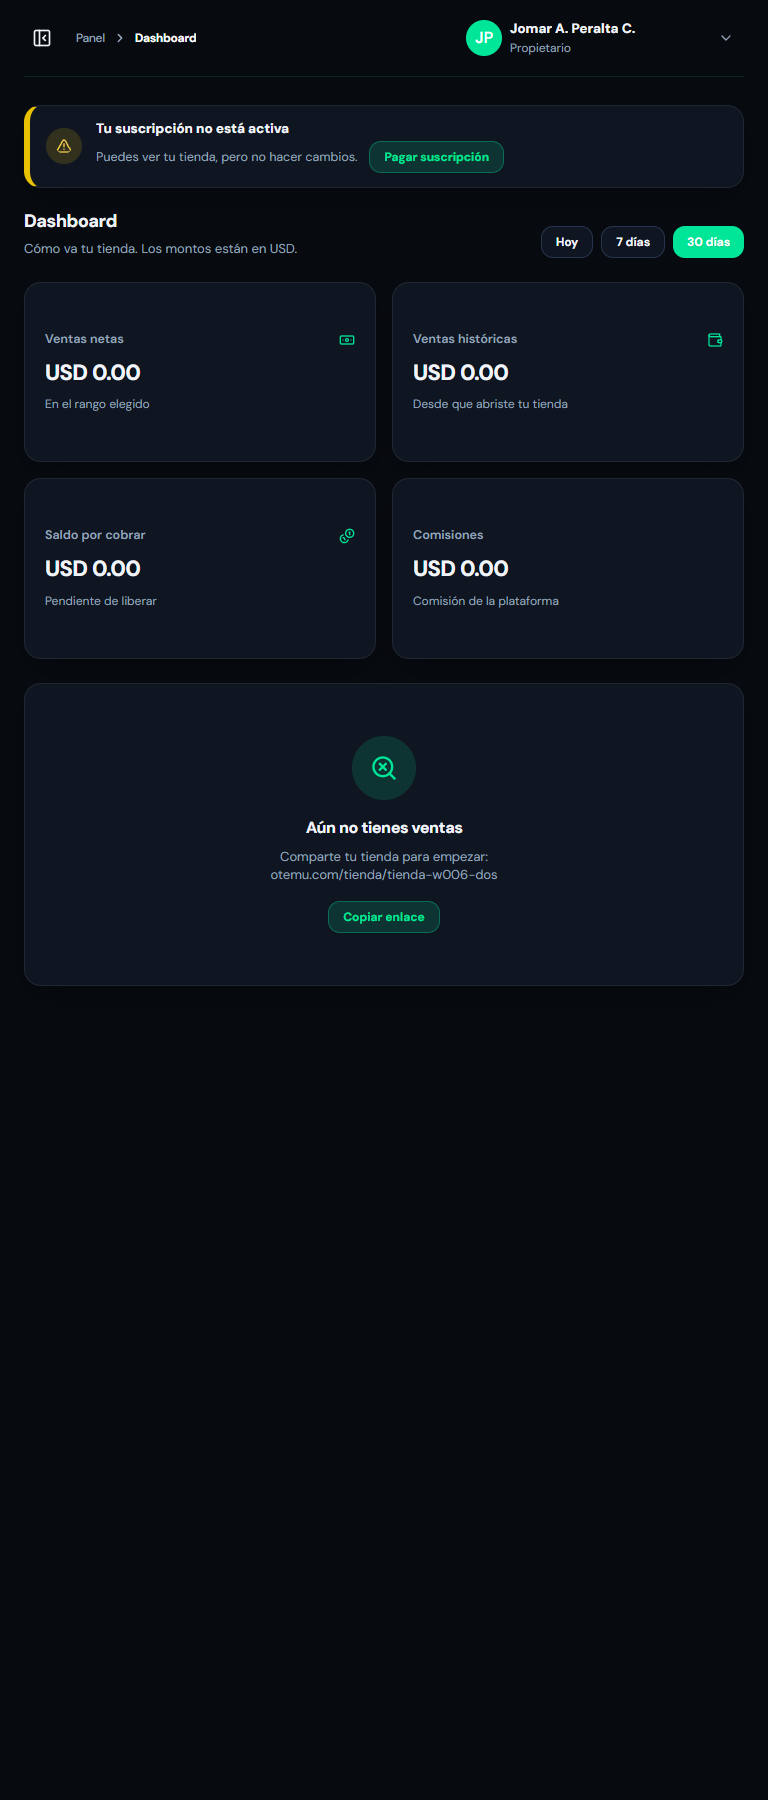 Panel > Dashboard
JP
Jomar A. Peralta C.
Propietario
Tu suscripción no está activa
Puedes ver tu tienda, pero no hacer cambios.
Pagar suscripción
Dashboard
Cómo va tu tienda. Los montos están en USD.
Hoy
7 días
30 días
Ventas netas
USD 0.00
En el rango elegido
Ventas históricas
USD 0.00
Desde que abriste tu tienda
Saldo por cobrar
USD 0.00
Pendiente de liberar
Comisiones
USD 0.00
Comisión de la plataforma
Aún no tienes ventas
Comparte tu tienda para empezar:
otemu.com/tienda/tienda-w006-dos
Copiar enlace